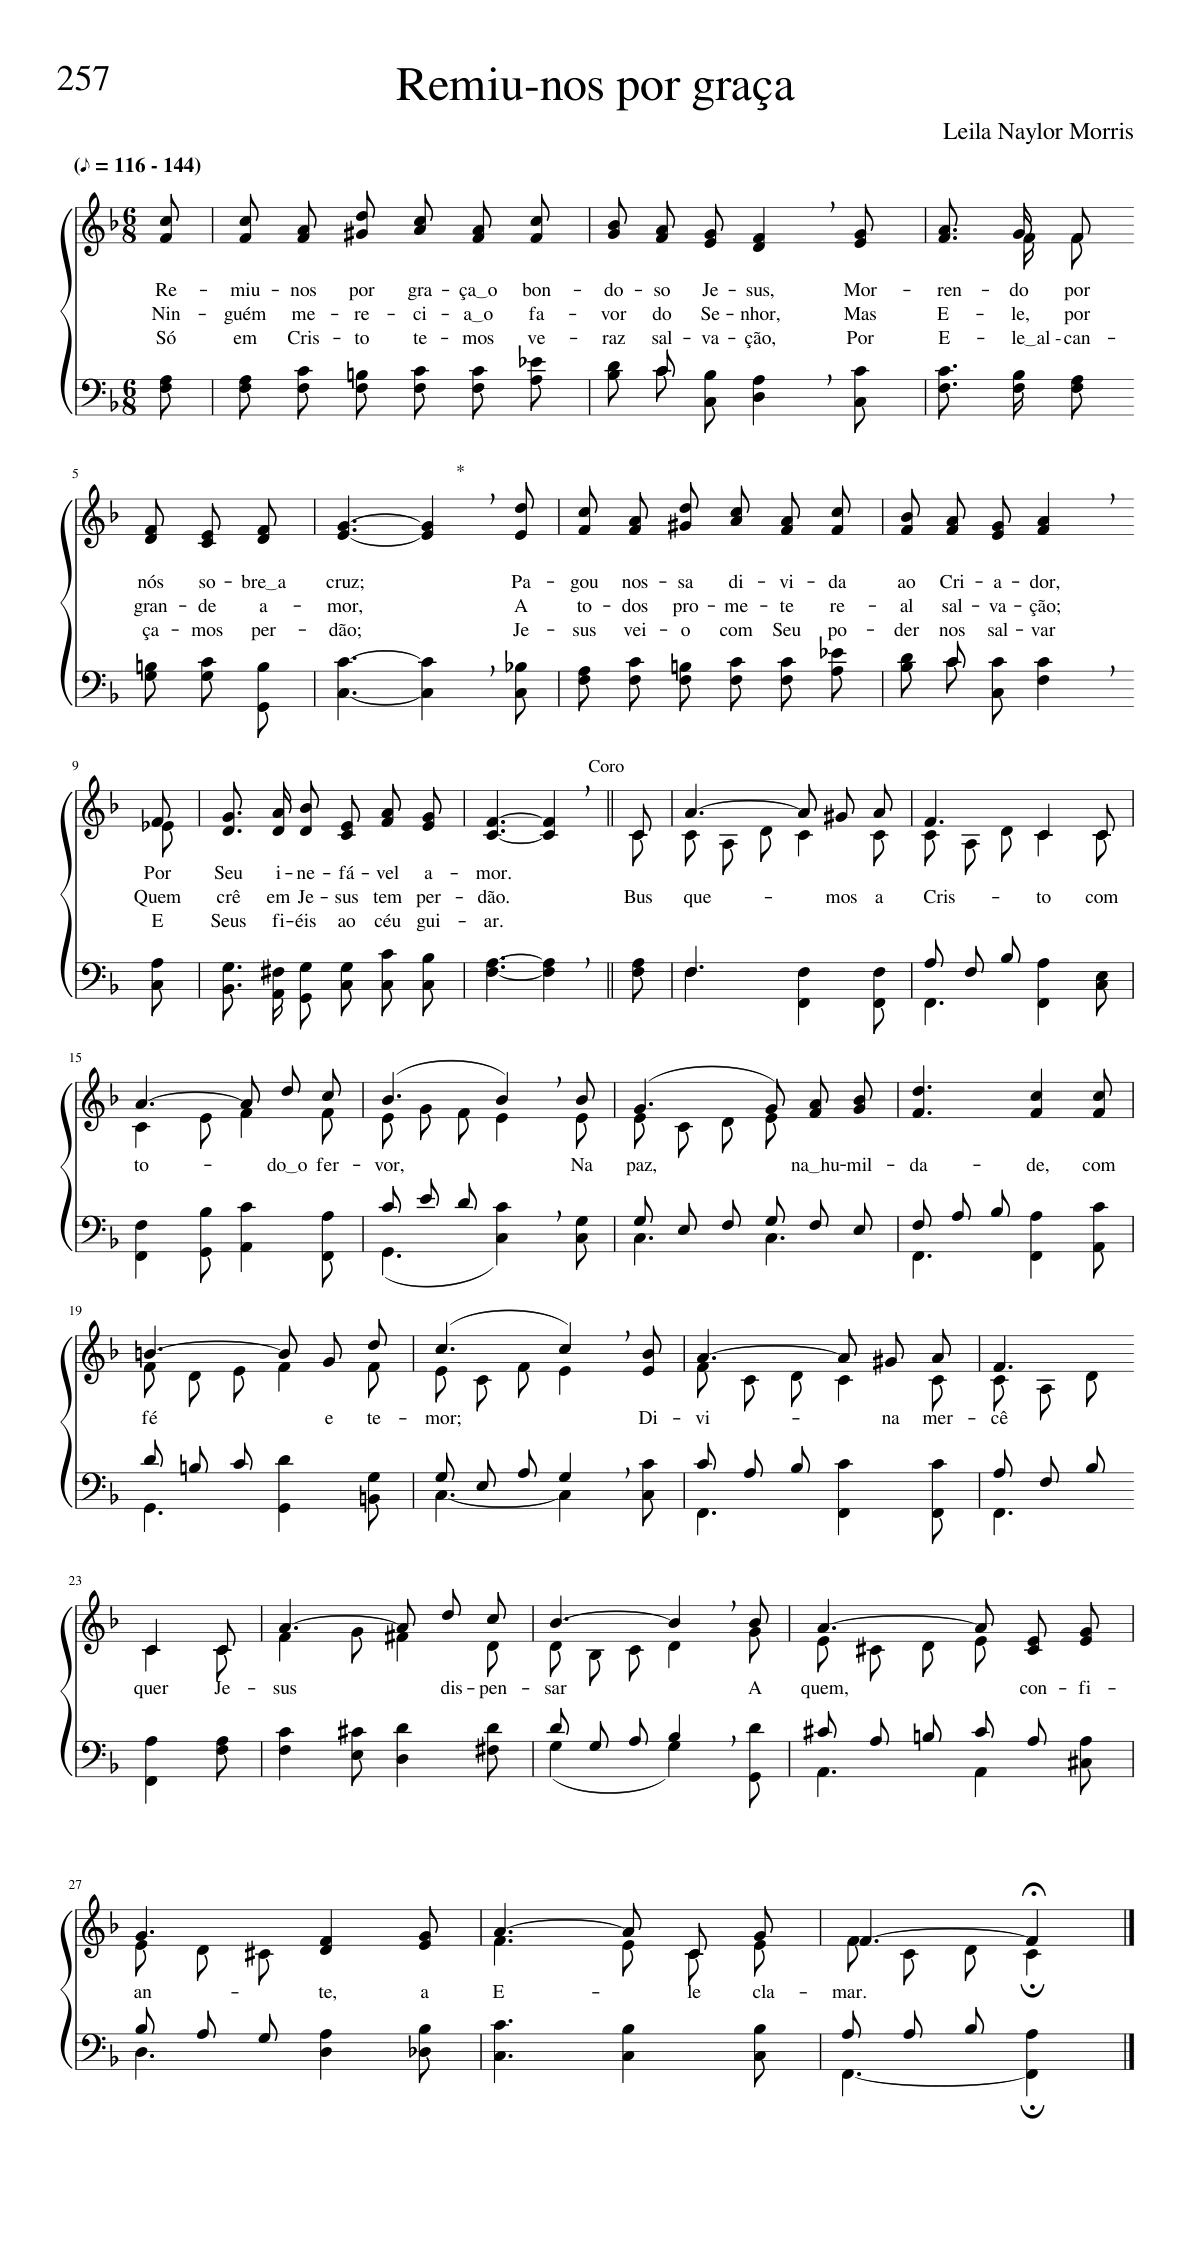 257
Remiu-nos por graça
Leila Naylor Morris
(♪ = 116 - 144)
Re - miu - nos por gra - ça‿o bon - do - so Je - sus, Mor - ren - do por
Nin - guém me - re - ci - a‿o fa - vor do Se - nhor, Mas E - le, por
Só em Cris - to te - mos ve - raz sal - va - ção, Por E - le‿al - can -
5
*
nós so - bre‿a cruz; Pa - gou nos - sa di - vi - da ao Cri - a - dor,
gran - de a - mor, A to - dos pro - me - te re - al sal - va - ção;
ça - mos per - dão; Je - sus vei - o com Seu po - der nos sal - var
9
Coro
Por Seu i - ne - fá - vel a - mor.
Quem crê em Je - sus tem per - dão. Bus que - mos a Cris - to com
E Seus fi - éis ao céu gui - ar.
15
to - do‿o fer - vor, Na paz, na‿hu - mil - da - de, com
19
fé e te - mor; Di - vi - na mer - cê
23
quer Je - sus dis - pen - sar A quem, con - fi -
27
an - te, a E - le cla - mar.